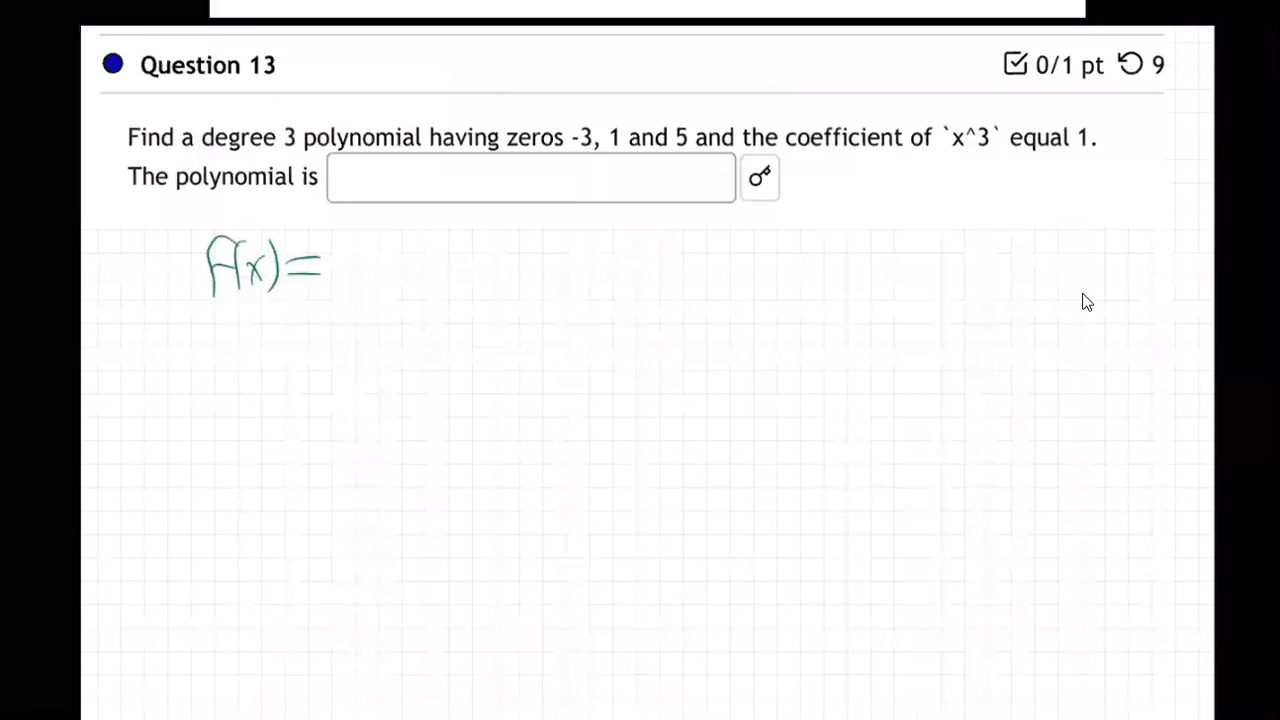 Question 13
0/1 pt 9
Find a degree 3 polynomial having zeros -3, 1 and 5 and the coefficient of `x^3` equal 1.
The polynomial is
f(x)=